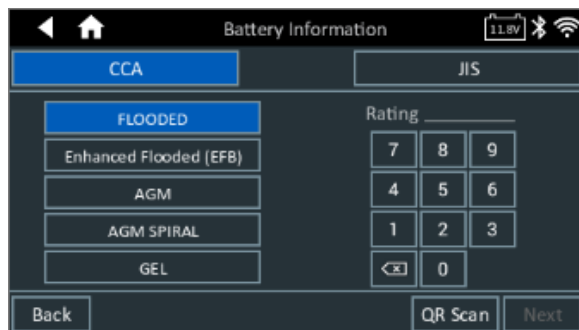 Battery Information
11.8V
CCA
JIS
FLOODED
Rating
Enhanced Flooded (EFB)
7 8 9
AGM
4 5 6
AGM SPIRAL
1 2 3
GEL
0
Back
QR Scan
Next